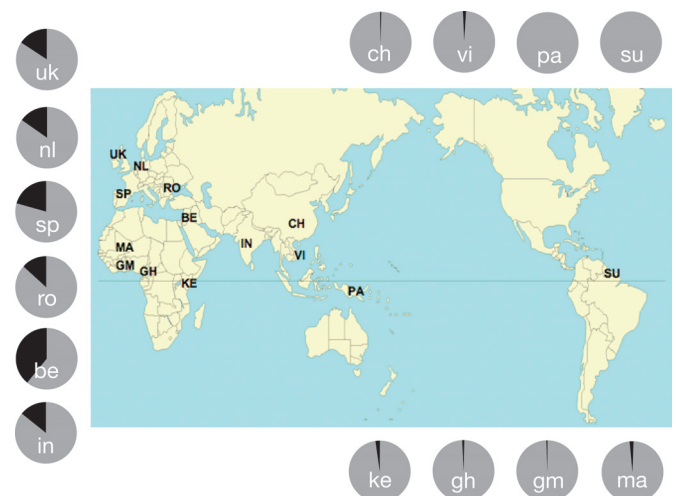 ch
vi
pa
su
uk
nl
sp
ro
be
in
UK
NL
SP
RO
BE
CH
MA
IN
VI
GM
GH
KE
PA
SU
ke
gh
gm
ma